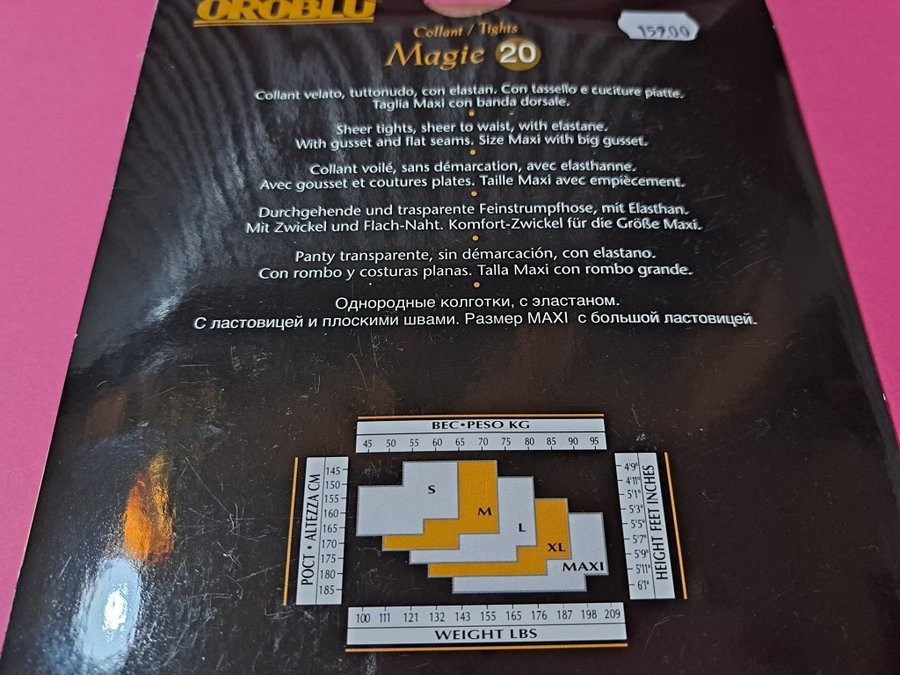 OROBLU
159.00
Collant / Tights
Magie 20
Collant velato, tuttonudo, con elastan. Con tassello e cuciture piatte.
Taglia Maxi con banda dorsale.
Sheer tights, sheer to waist, with elastane.
With gusset and flat seams. Size Maxi with big gusset.
Collant voilé, sans démarcation, avec elasthanne.
Avec gousset et coutures plates. Taille Maxi avec empiècement.
Durchgehende und trasparente Feinstrumpfhose, mit Elasthan.
Mit Zwickel und Flach-Naht. Komfort-Zwickel für die Größe Maxi.
Panty transparente, sin démarcación, con elastano.
Con rombo y costuras planas. Talla Maxi con rombo grande.
Однородные колготки, с эластаном.
С ластовицей и плоскими швами. Размер MAXI с большой ластовицей.
ВЕС•PESO KG
45 50 55 60 65 70 75 80 85 90 95
РОСТ • ALTEZZA CM
145
150
155
160
165
170
175
180
185
S
M
L
XL
MAXI
4'9"
4'11"
5'1"
5'3"
5'5"
5'7"
5'9"
5'11"
6'1"
HEIGHT FEET INCHES
100 111 121 132 143 155 165 176 187 198 209
WEIGHT LBS